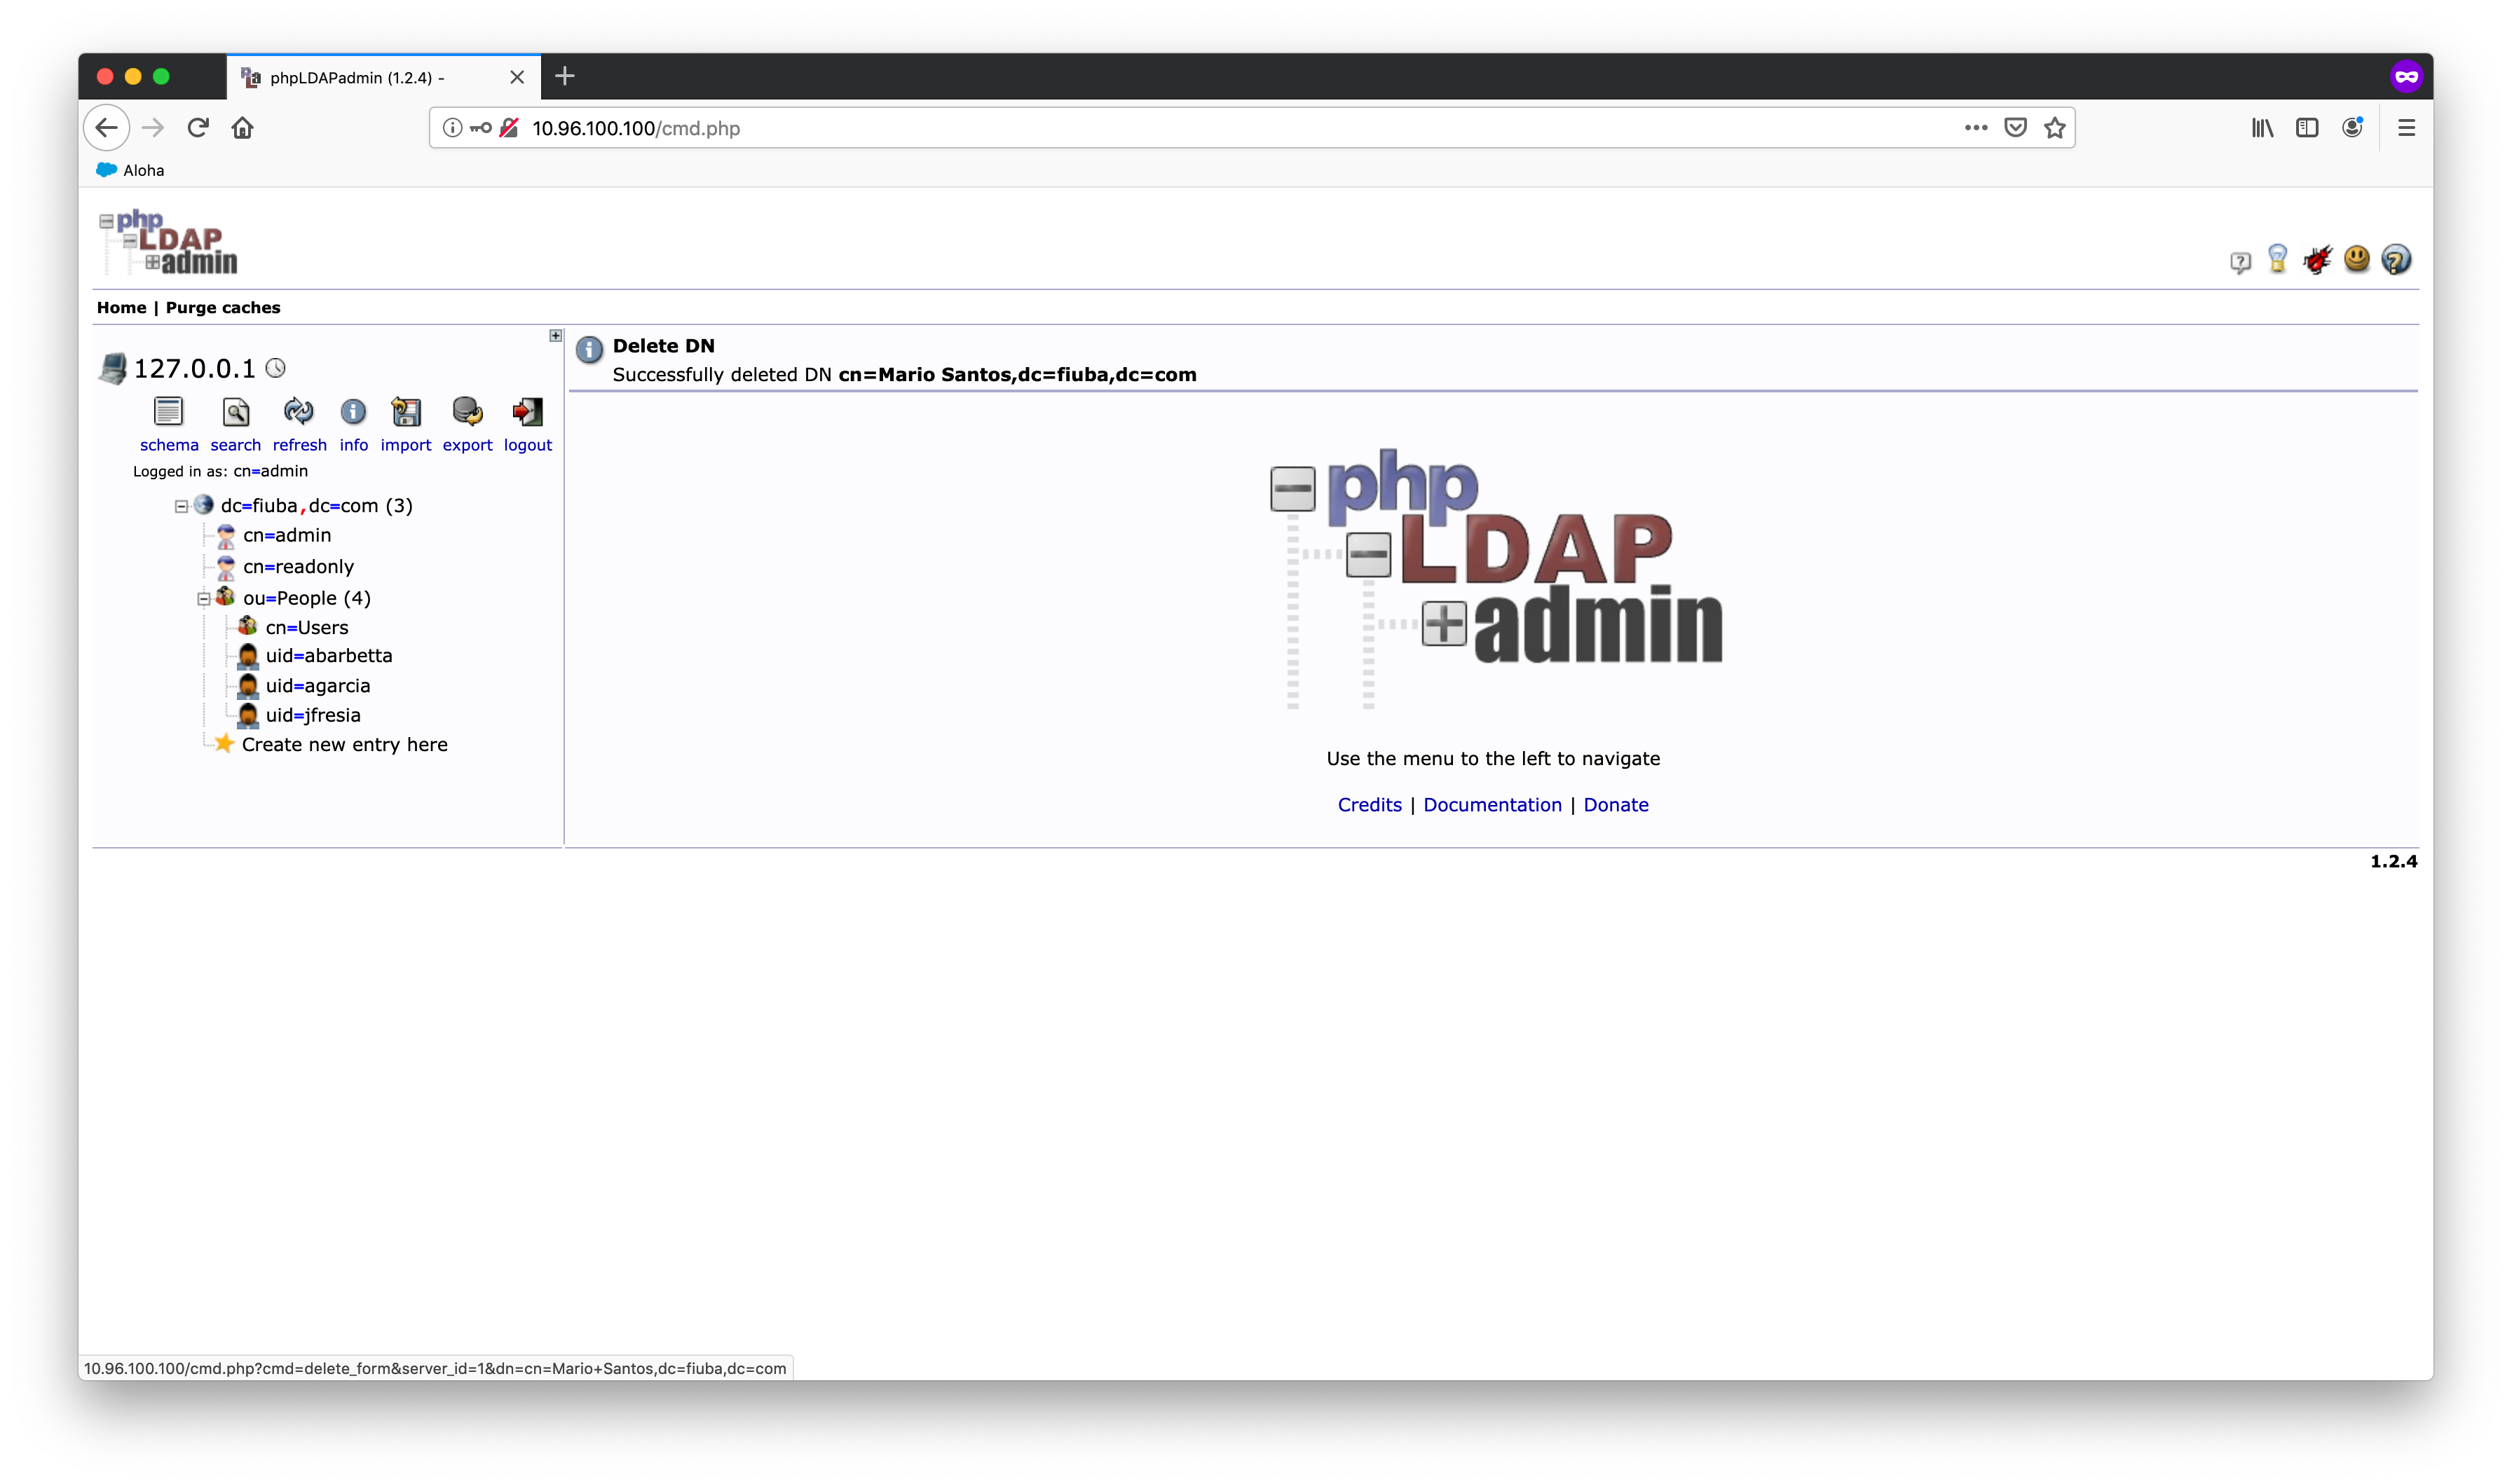 phpLDAPadmin (1.2.4) -
10.96.100.100/cmd.php
Aloha
php
LDAP
admin
Home | Purge caches
127.0.0.1
schema search refresh info import export logout
Logged in as: cn=admin
dc=fiuba,dc=com (3)
cn=admin
cn=readonly
ou=People (4)
cn=Users
uid=abarbetta
uid=agarcia
uid=jfresia
Create new entry here
Delete DN
Successfully deleted DN cn=Mario Santos,dc=fiuba,dc=com
php
LDAP
admin
Use the menu to the left to navigate
Credits | Documentation | Donate
1.2.4
10.96.100.100/cmd.php?cmd=delete_form&server_id=1&dn=cn=Mario+Santos,dc=fiuba,dc=com